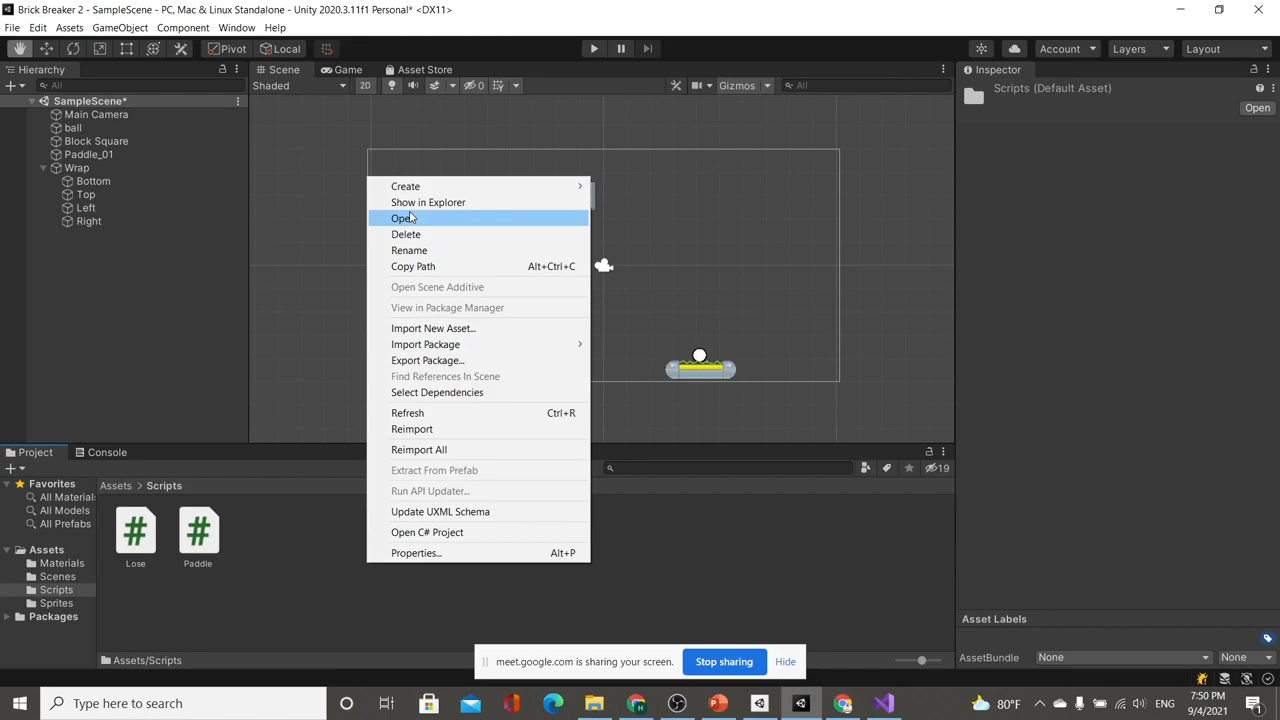 Brick Breaker 2 - SampleScene - PC, Mac & Linux Standalone - Unity 2020.3.11f1 Personal* <DX11>
File Edit Assets GameObject Component Window Help
Pivot Local Account Layers Layout
Hierarchy Scene Game Asset Store Inspector
All Shaded 2D 0 Gizmos All Scripts (Default Asset)
Open
SampleScene*
Main Camera
ball
Block Square
Paddle_01
Wrap
Bottom
Top
Left
Right
Create
Show in Explorer
Open
Delete
Rename
Copy Path Alt+Ctrl+C
Open Scene Additive
View in Package Manager
Import New Asset...
Import Package
Export Package...
Find References In Scene
Select Dependencies
Refresh Ctrl+R
Reimport
Reimport All
Extract From Prefab
Run API Updater...
Update UXML Schema
Open C# Project
Properties... Alt+P
Project Console
19
Favorites
All Materials
All Models
All Prefabs
Assets
Materials
Scenes
Scripts
Sprites
Packages
Assets Scripts
# #
Lose Paddle
Assets/Scripts
Asset Labels
AssetBundle None None
meet.google.com is sharing your screen. Stop sharing Hide
Type here to search
80°F ENG 7:50 PM
9/4/2021